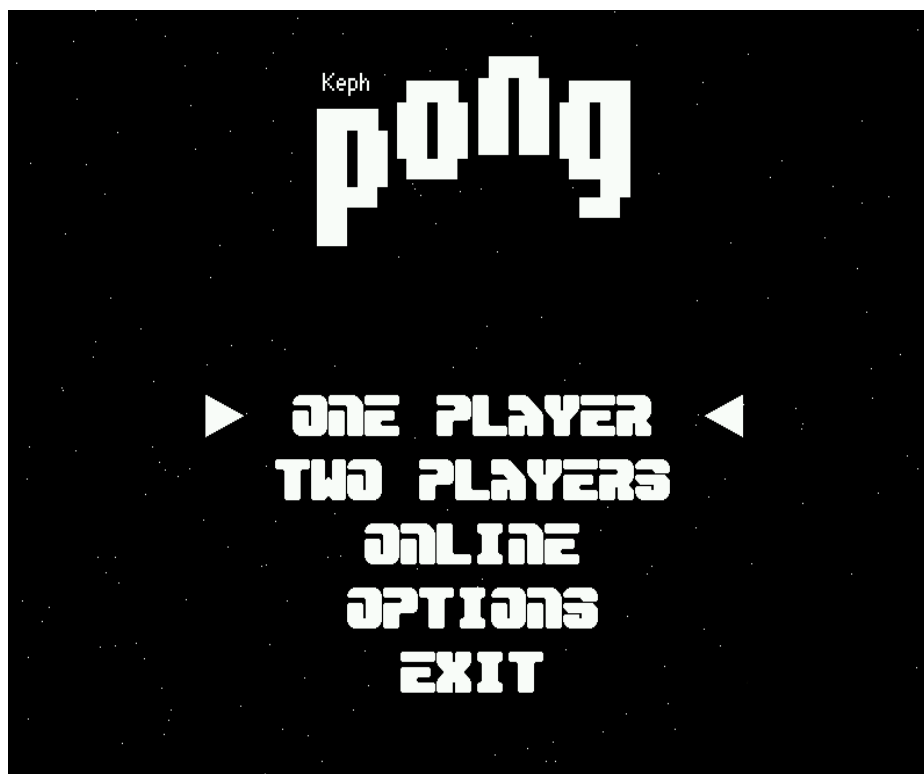 Keph
pong
ONE PLAYER
TWO PLAYERS
ONLINE
OPTIONS
EXIT